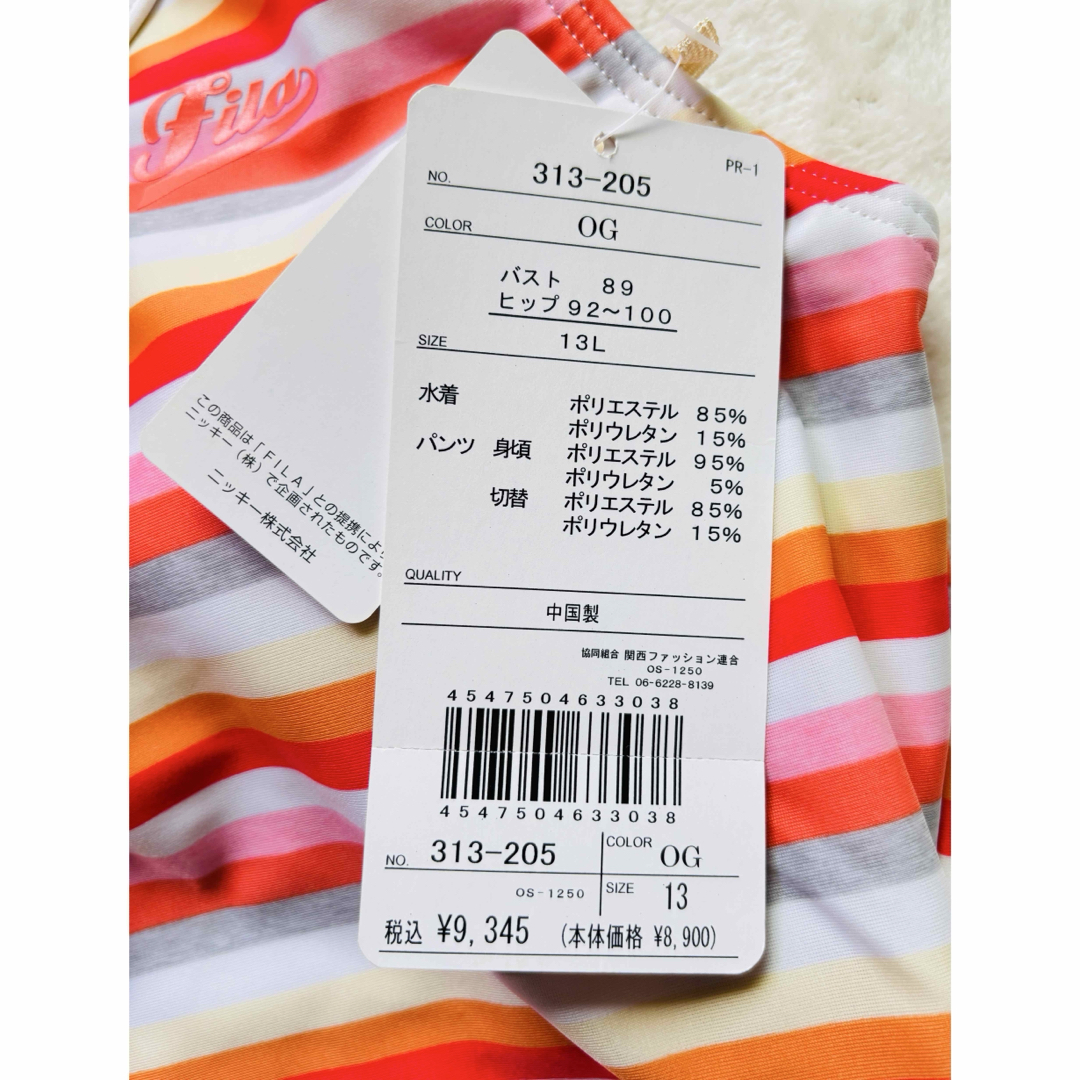 Fila
PR-1
NO. 313-205
COLOR OG
バスト 89
ヒップ 92〜100
SIZE 13L
水着 ポリエステル 85%
ポリウレタン 15%
パンツ 身頃 ポリエステル 95%
ポリウレタン 5%
切替 ポリエステル 85%
ポリウレタン 15%
QUALITY
中国製
協同組合 関西ファッション連合
OS-1250
TEL 06-6228-8139
4547504633038
4547504633038
NO. 313-205
COLOR OG
OS-1250
SIZE 13
税込 ¥9,345 (本体価格 ¥8,900)
この商品は「FILA」との提携によ
ニッキー(株)で企画されたものです。
ニッキー株式会社